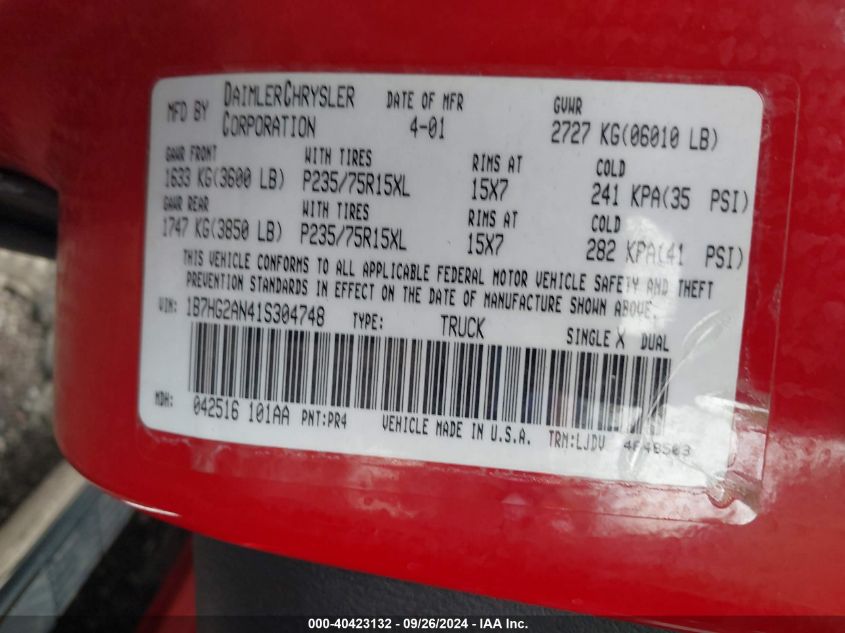 MFD BY DAIMLERCHRYSLER CORPORATION DATE OF MFR 4-01 GVWR 2727 KG(06010 LB)
GAWR FRONT WITH TIRES RIMS AT COLD
1633 KG(3600 LB) P235/75R15XL 15X7 241 KPA(35 PSI)
GAWR REAR WITH TIRES RIMS AT COLD
1747 KG(3850 LB) P235/75R15XL 15X7 282 KPA(41 PSI)
THIS VEHICLE CONFORMS TO ALL APPLICABLE FEDERAL MOTOR VEHICLE SAFETY AND THEFT
PREVENTION STANDARDS IN EFFECT ON THE DATE OF MANUFACTURE SHOWN ABOVE.
VIN: 1B7HG2AN41S304748 TYPE: TRUCK SINGLE X DUAL
MDH: 042516 101AA PNT:PR4 VEHICLE MADE IN U.S.A. TRM:LJDV 4648503
000-40423132 - 09/26/2024 - IAA Inc.